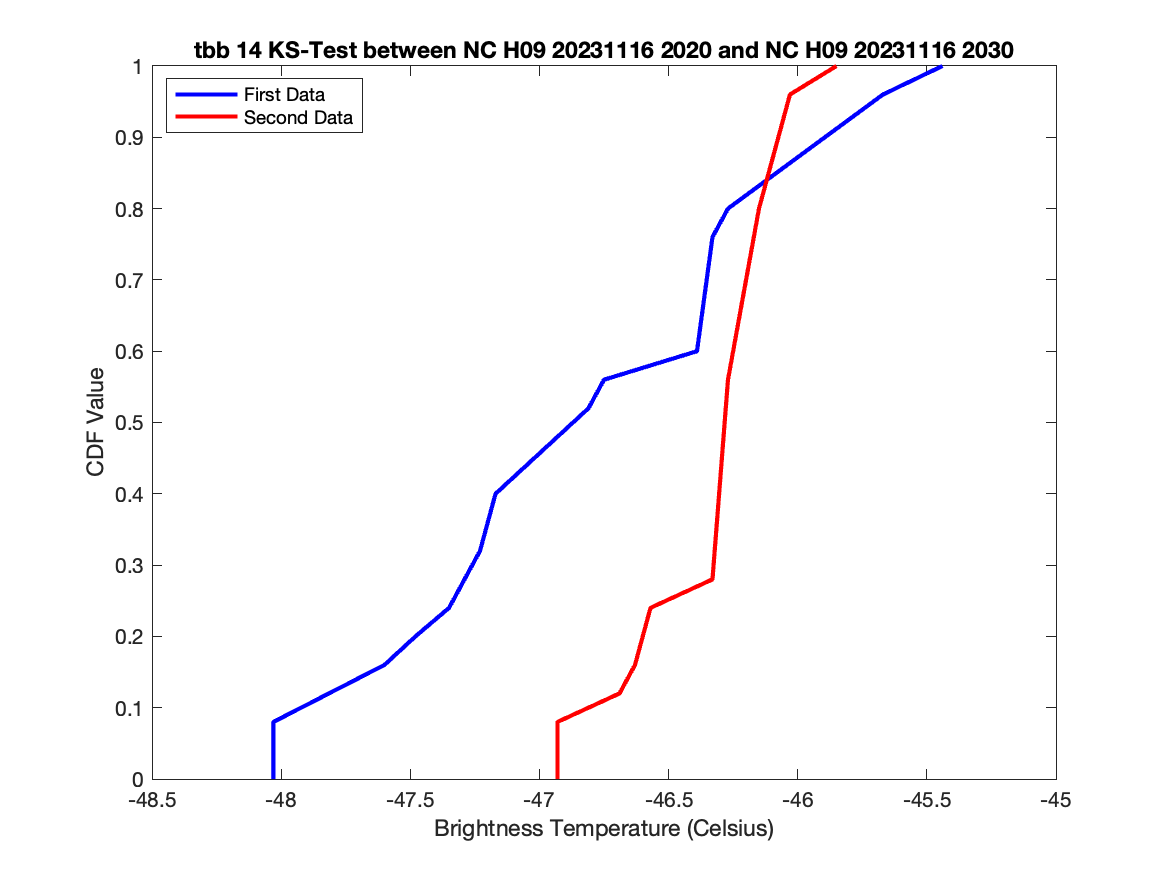 tbb 14 KS-Test between NC H09 20231116 2020 and NC H09 20231116 2030
First Data
Second Data
CDF Value
1
0.9
0.8
0.7
0.6
0.5
0.4
0.3
0.2
0.1
0
-48.5 -48 -47.5 -47 -46.5 -46 -45.5 -45
Brightness Temperature (Celsius)